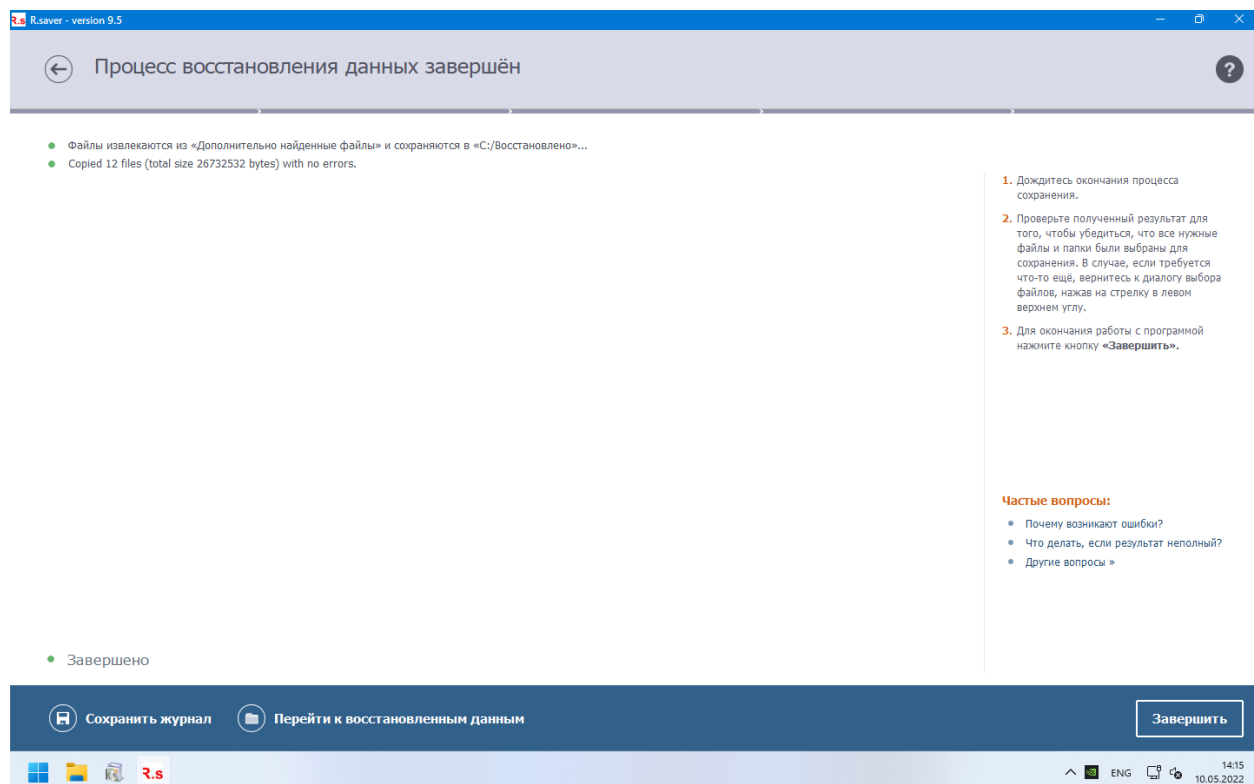 R.s R.saver - version 9.5
Процесс восстановления данных завершён
?
Файлы извлекаются из «Дополнительно найденные файлы» и сохраняются в «C:/Восстановлено»...
Copied 12 files (total size 26732532 bytes) with no errors.
1. Дождитесь окончания процесса
сохранения.
2. Проверьте полученный результат для
того, чтобы убедиться, что все нужные
файлы и папки были выбраны для
сохранения. В случае, если требуется
что-то ещё, вернитесь к диалогу выбора
файлов, нажав на стрелку в левом
верхнем углу.
3. Для окончания работы с программой
нажмите кнопку «Завершить».
Частые вопросы:
Почему возникают ошибки?
Что делать, если результат неполный?
Другие вопросы »
Завершено
Сохранить журнал
Перейти к восстановленным данным
Завершить
R.s
ENG
14:15
10.05.2022